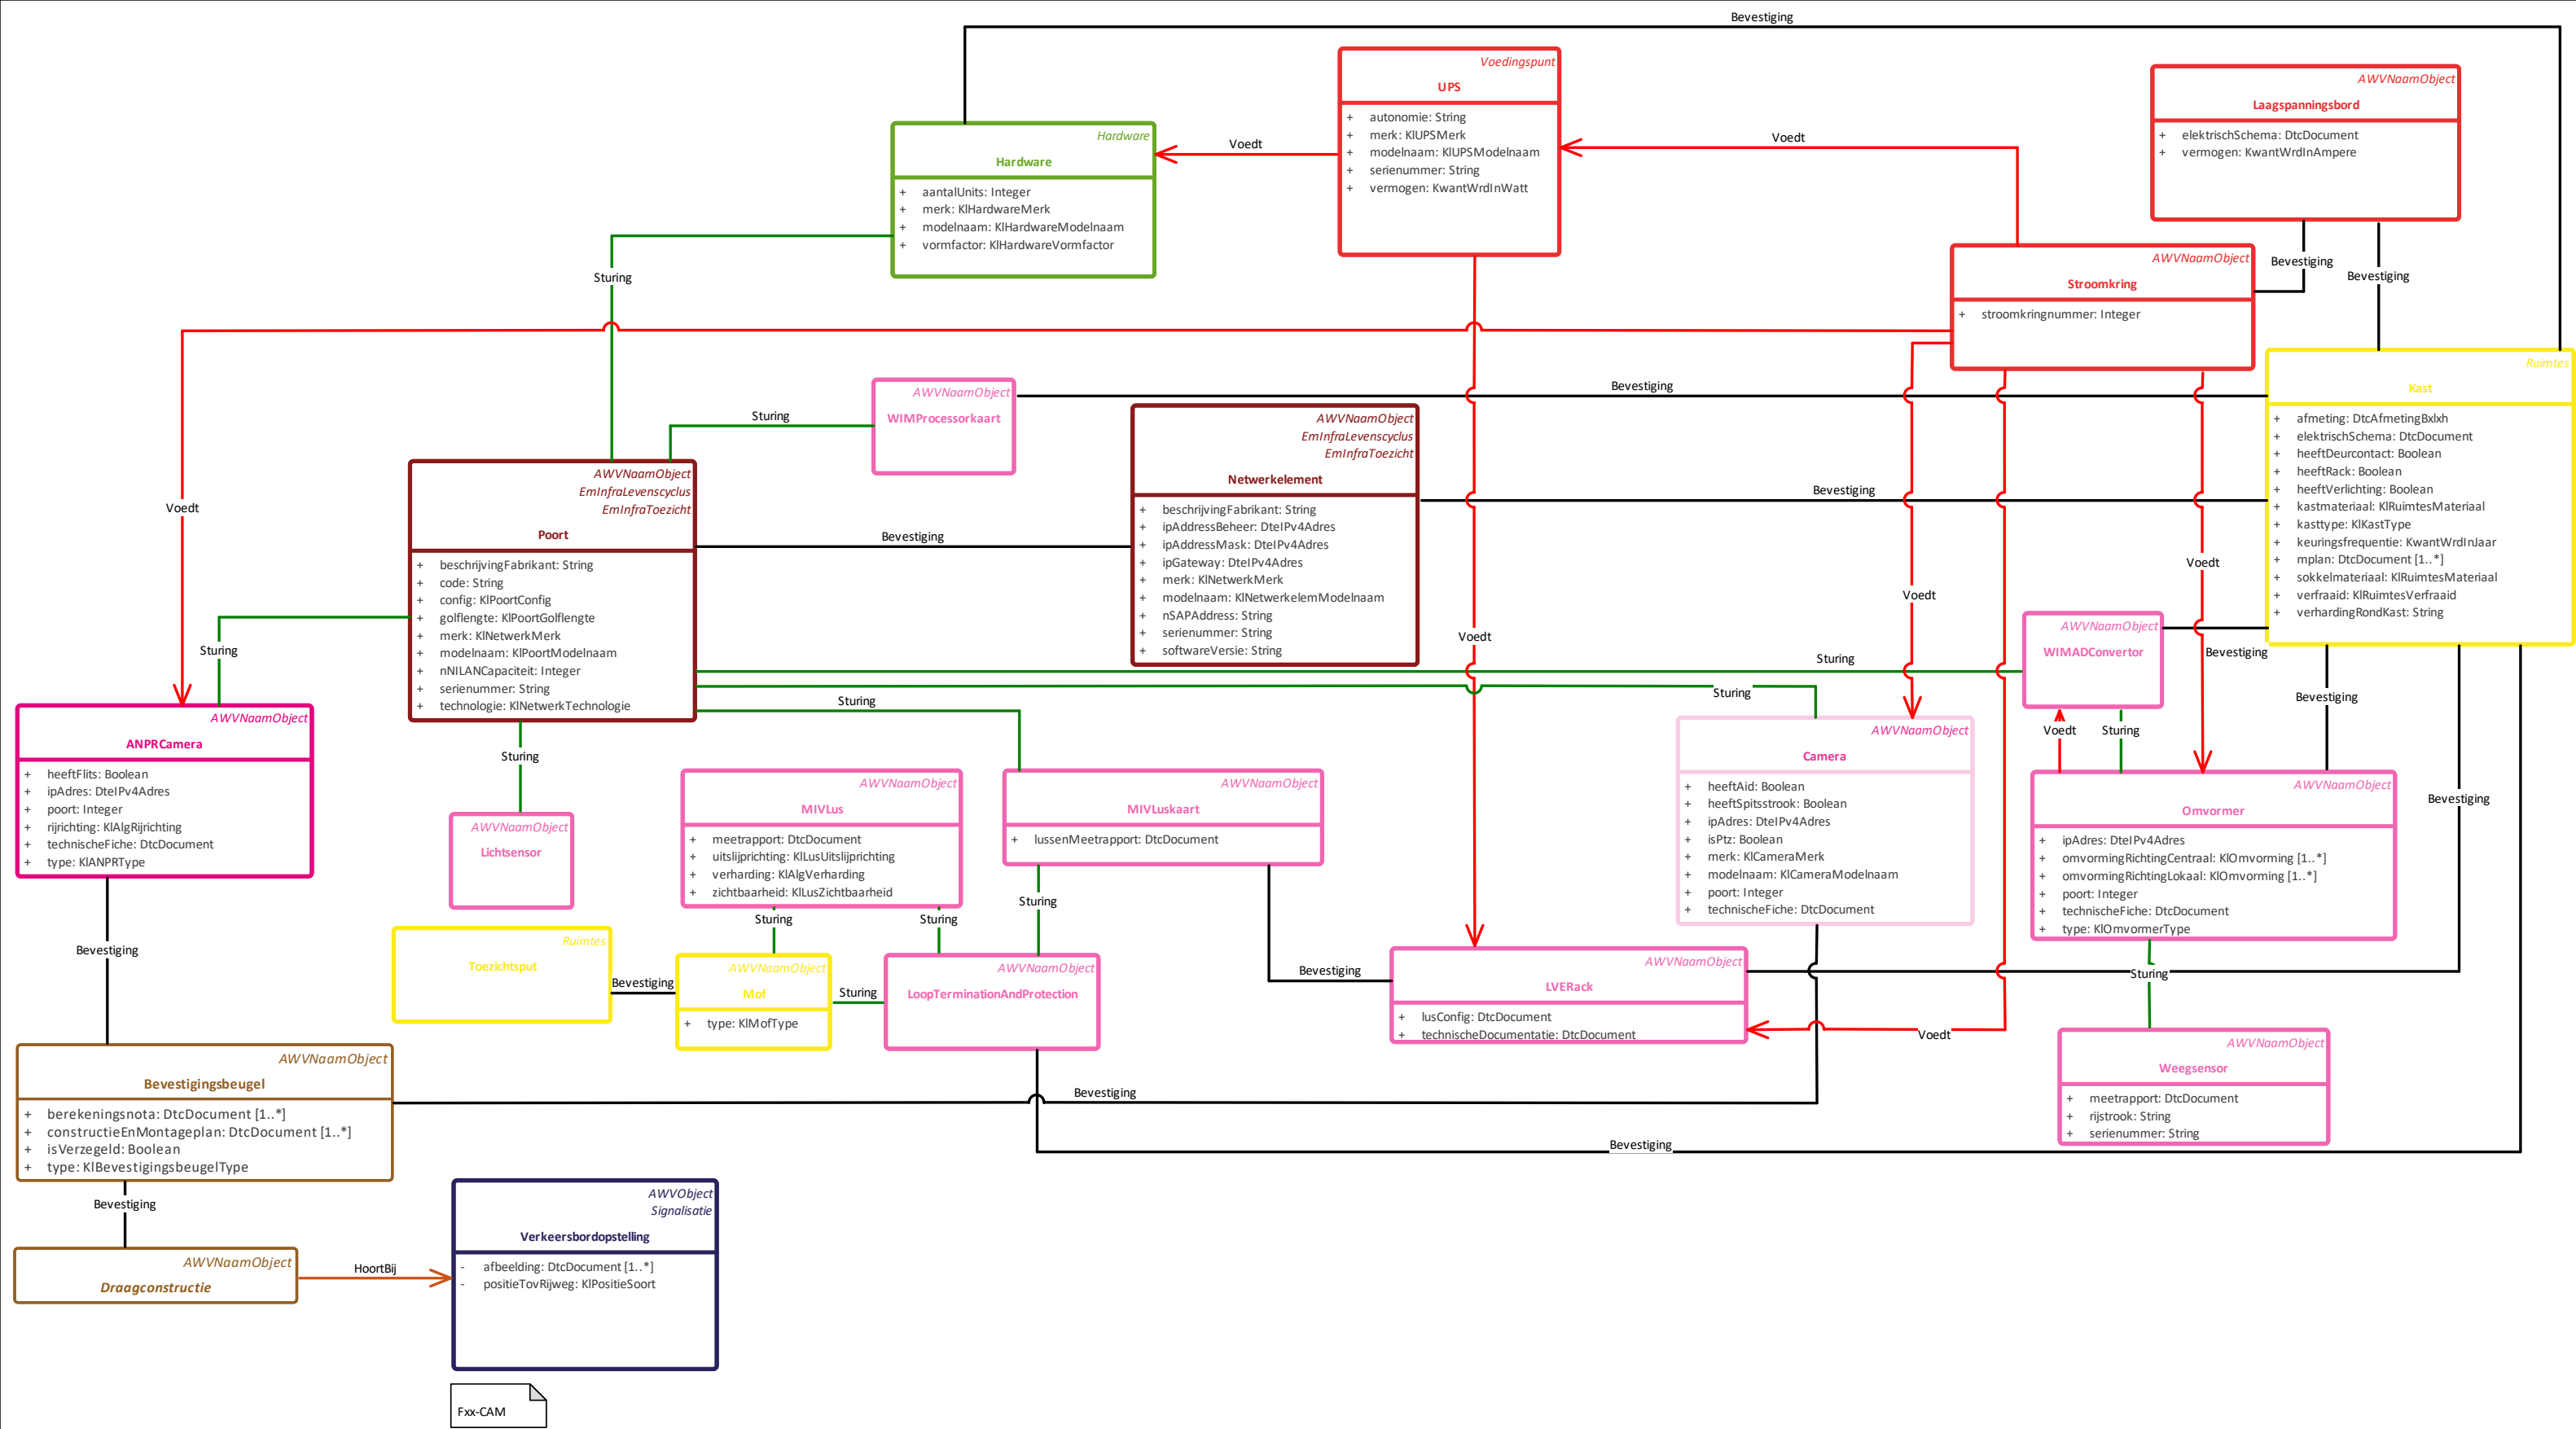 Bevestiging
Voedingspunt
UPS
+ autonomie: String
+ merk: KlUPSMerk
+ modelnaam: KlUPSModelnaam
+ serienummer: String
+ vermogen: KwantWrdInWatt
AWVNaamObject
Laagspanningsbord
+ elektrischSchema: DtcDocument
+ vermogen: KwantWrdInAmpere
Hardware
Hardware
+ aantalUnits: Integer
+ merk: KlHardwareMerk
+ modelnaam: KlHardwareModelnaam
+ vormfactor: KlHardwareVormfactor
Voedt
Voedt
Sturing
Bevestiging
Bevestiging
AWVNaamObject
Stroomkring
+ stroomkringnummer: Integer
Ruimtes
Kast
+ afmeting: DtcAfmetingBxlxh
+ elektrischSchema: DtcDocument
+ heeftDeurcontact: Boolean
+ heeftRack: Boolean
+ heeftVerlichting: Boolean
+ kastmateriaal: KlRuimtesMateriaal
+ kasttype: KlKastType
+ keuringsfrequentie: KwantWrdInJaar
+ mplan: DtcDocument [1..*]
+ sokkelmateriaal: KlRuimtesMateriaal
+ verfraaid: KlRuimtesVerfraaid
+ verhardingRondKast: String
AWVNaamObject
WIMProcessorkaart
Bevestiging
Sturing
AWVNaamObject
EmInfraLevenscyclus
EmInfraToezicht
Netwerkelement
+ beschrijvingFabrikant: String
+ ipAddressBeheer: DteIPv4Adres
+ ipAddressMask: DteIPv4Adres
+ ipGateway: DteIPv4Adres
+ merk: KlNetwerkMerk
+ modelnaam: KlNetwerkelemModelnaam
+ nSAPAddress: String
+ serienummer: String
+ softwareVersie: String
AWVNaamObject
EmInfraLevenscyclus
EmInfraToezicht
Poort
+ beschrijvingFabrikant: String
+ code: String
+ config: KlPoortConfig
+ golflengte: KlPoortGolflengte
+ merk: KlNetwerkMerk
+ modelnaam: KlPoortModelnaam
+ nNILANCapaciteit: Integer
+ serienummer: String
+ technologie: KlNetwerkTechnologie
Voedt
Bevestiging
Bevestiging
Voedt
Voedt
Voedt
Sturing
AWVNaamObject
WIMADConvertor
Bevestiging
Sturing
Sturing
Sturing
Bevestiging
Voedt
Sturing
AWVNaamObject
ANPRCamera
+ heeftFlits: Boolean
+ ipAdres: DteIPv4Adres
+ poort: Integer
+ rijrichting: KlAlgRijrichting
+ technischeFiche: DtcDocument
+ type: KlANPRType
Sturing
AWVNaamObject
Lichtsensor
AWVNaamObject
MIVLus
+ meetrapport: DtcDocument
+ uitslijprichting: KlLusUitslijprichting
+ verharding: KlAlgVerharding
+ zichtbaarheid: KlLusZichtbaarheid
AWVNaamObject
MIVLuskaart
+ lussenMeetrapport: DtcDocument
AWVNaamObject
Camera
+ heeftAid: Boolean
+ heeftSpitsstrook: Boolean
+ ipAdres: DteIPv4Adres
+ isPtz: Boolean
+ merk: KlCameraMerk
+ modelnaam: KlCameraModelnaam
+ poort: Integer
+ technischeFiche: DtcDocument
AWVNaamObject
Omvormer
+ ipAdres: DteIPv4Adres
+ omvormingRichtingCentraal: KlOmvorming [1..*]
+ omvormingRichtingLokaal: KlOmvorming [1..*]
+ poort: Integer
+ technischeFiche: DtcDocument
+ type: KlOmvormerType
Bevestiging
Sturing
Sturing
Sturing
Bevestiging
Ruimtes
Toezichtsput
Bevestiging
AWVNaamObject
Mof
+ type: KlMofType
Sturing
AWVNaamObject
LoopTerminationAndProtection
Bevestiging
AWVNaamObject
LVERack
+ lusConfig: DtcDocument
+ technischeDocumentatie: DtcDocument
Voedt
Sturing
AWVNaamObject
Weegsensor
+ meetrapport: DtcDocument
+ rijstrook: String
+ serienummer: String
AWVNaamObject
Bevestigingsbeugel
+ berekeningsnota: DtcDocument [1..*]
+ constructieEnMontageplan: DtcDocument [1..*]
+ isVerzegeld: Boolean
+ type: KlBevestigingsbeugelType
Bevestiging
Bevestiging
Bevestiging
AWVNaamObject
Draagconstructie
HoortBij
AWVObject
Signalisatie
Verkeersbordopstelling
- afbeelding: DtcDocument [1..*]
- positieTovRijweg: KlPositieSoort
Fxx-CAM